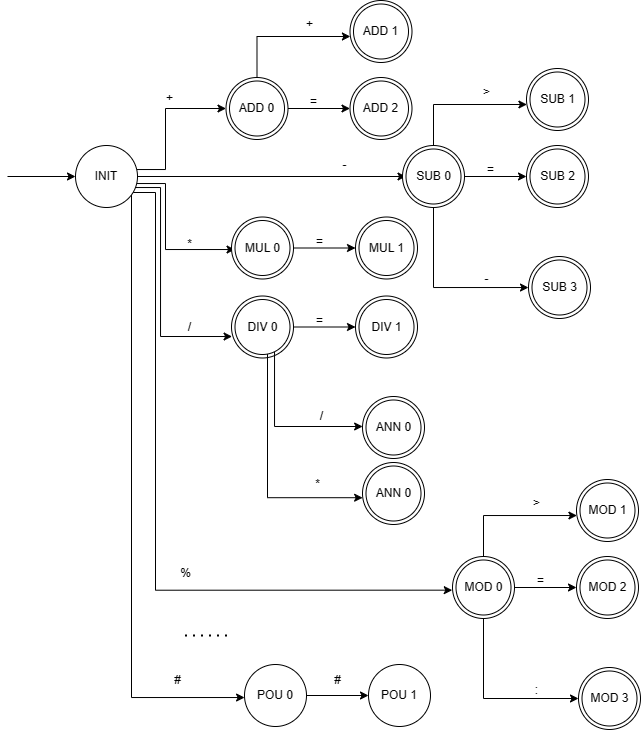 +
ADD 1
+
ADD 0
=
ADD 2
>
SUB 1
INIT
-
SUB 0
=
SUB 2
*
MUL 0
=
MUL 1
-
SUB 3
/
DIV 0
=
DIV 1
/
ANN 0
*
ANN 0
>
MOD 1
%
MOD 0
=
MOD 2
......
:
MOD 3
#
POU 0
#
POU 1